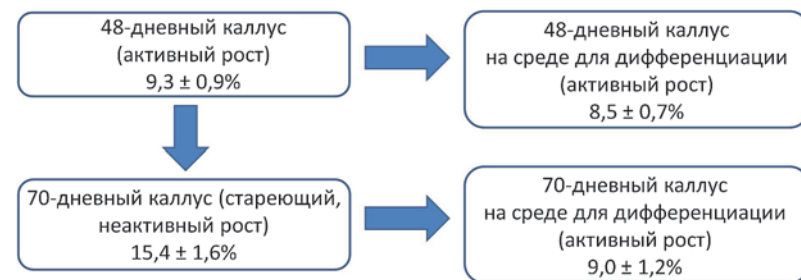 48-дневный каллус
(активный рост)
9,3 ± 0,9%
48-дневный каллус
на среде для дифференциации
(активный рост)
8,5 ± 0,7%
70-дневный каллус (стареющий,
неактивный рост)
15,4 ± 1,6%
70-дневный каллус
на среде для дифференциации
(активный рост)
9,0 ± 1,2%